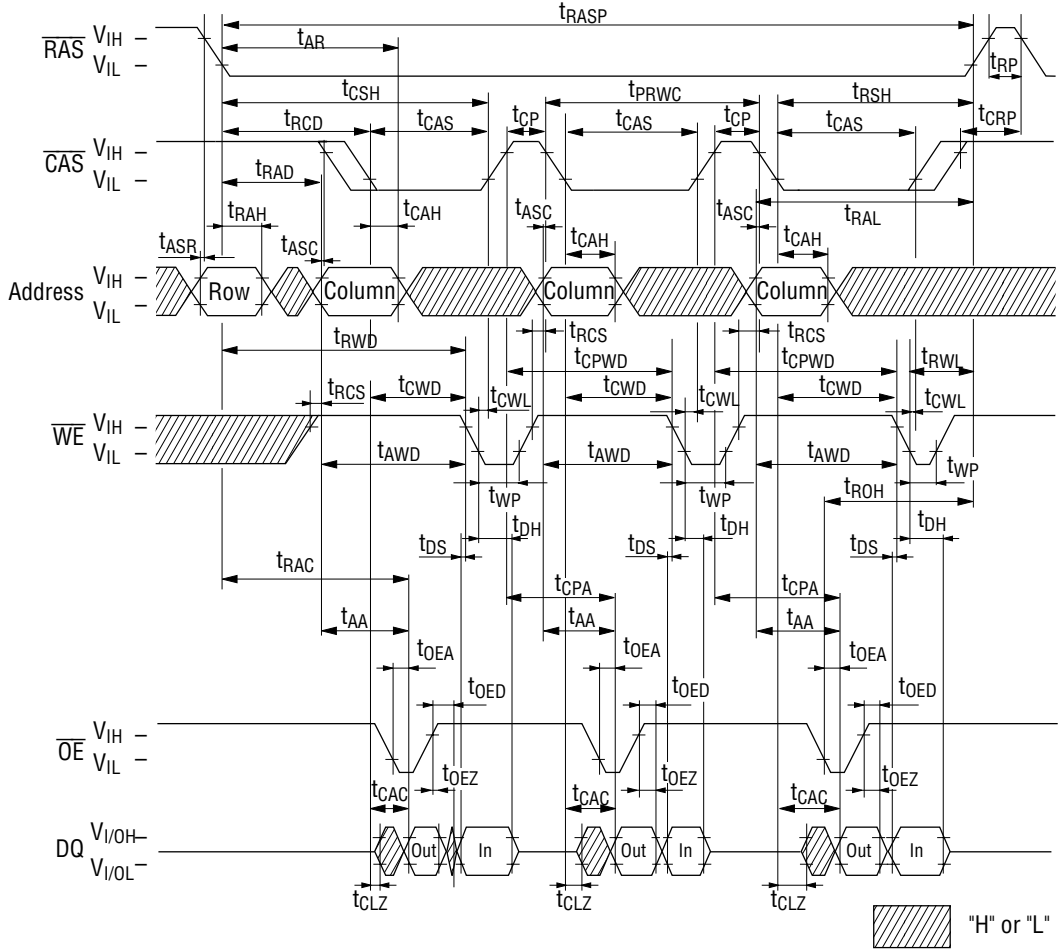 tRASP
RAS VIH
VIL
tAR
tRP
tCSH
tPRWC
tRSH
tRCD
tCAS
tCP
tCAS
tCP
tCAS
tCRP
CAS VIH
VIL
tRAD
tCAH
tRAL
tRAH
tASC
tASC
tASR
tASC
tCAH
tCAH
Address VIH
VIL
Row
Column
Column
Column
tRWD
tRCS
tRCS
tCPWD
tCPWD
tRWL
tRCS
tCWD
tCWL
tCWD
tCWL
tCWD
tCWL
WE VIH
VIL
tAWD
tAWD
tAWD
tWP
tWP
tWP
tROH
tDH
tDH
tDH
tDS
tDS
tDS
tRAC
tCPA
tCPA
tAA
tAA
tAA
tOEA
tOEA
tOEA
tOED
tOED
tOED
OE VIH
VIL
tOEZ
tOEZ
tOEZ
tCAC
tCAC
tCAC
DQ VI/OH
VI/OL
Out
In
Out
In
Out
In
tCLZ
tCLZ
tCLZ
"H" or "L"